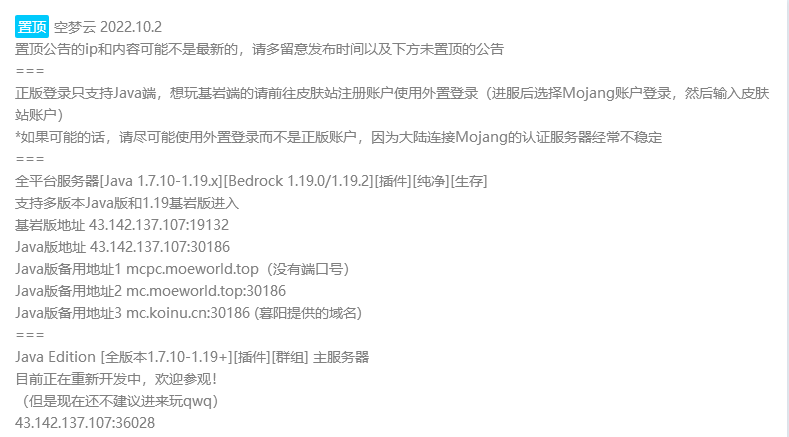 置顶 空梦云 2022.10.2
置顶公告的ip和内容可能不是最新的，请多留意发布时间以及下方未置顶的公告
===
正版登录只支持Java端，想玩基岩端的请前往皮肤站注册账户使用外置登录（进服后选择Mojang账户登录，然后输入皮肤
站账户）
*如果可能的话，请尽可能使用外置登录而不是正版账户，因为大陆连接Mojang的认证服务器经常不稳定
===
全平台服务器[Java 1.7.10-1.19.x][Bedrock 1.19.0/1.19.2][插件][纯净][生存]
支持多版本Java版和1.19基岩版进入
基岩版地址 43.142.137.107:19132
Java版地址 43.142.137.107:30186
Java版备用地址1 mcpc.moeworld.top（没有端口号）
Java版备用地址2 mc.moeworld.top:30186
Java版备用地址3 mc.koinu.cn:30186 (暮阳提供的域名)
===
Java Edition [全版本1.7.10-1.19+][插件][群组] 主服务器
目前正在重新开发中，欢迎参观！
（但是现在还不建议进来玩qwq）
43.142.137.107:36028